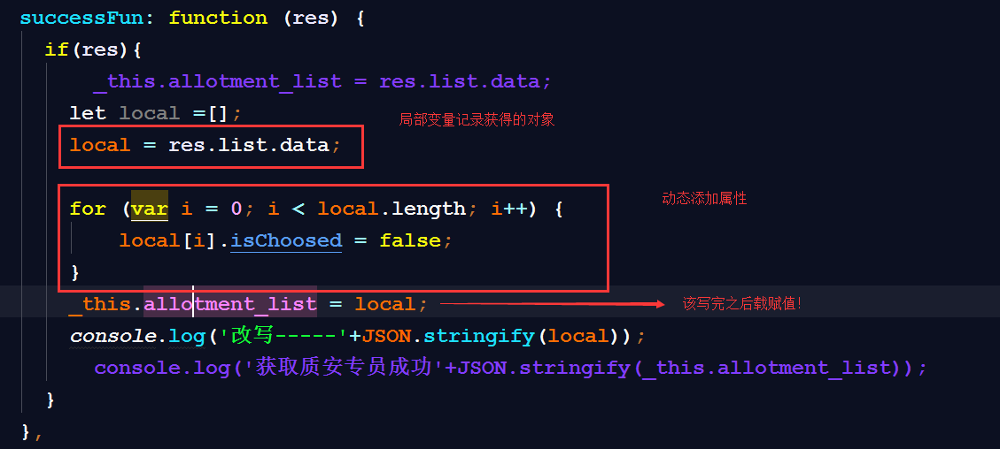 successFun: function (res) {
if(res){
_this.allotment_list = res.list.data;
let local =[];
局部变量记录获得的对象
local = res.list.data;
动态添加属性
for (var i = 0; i < local.length; i++) {
local[i].isChoosed = false;
}
_this.allotment_list = local;
该写完之后载赋值!
console.log('改写-----'+JSON.stringify(local));
console.log('获取质安专员成功'+JSON.stringify(_this.allotment_list));
}
},